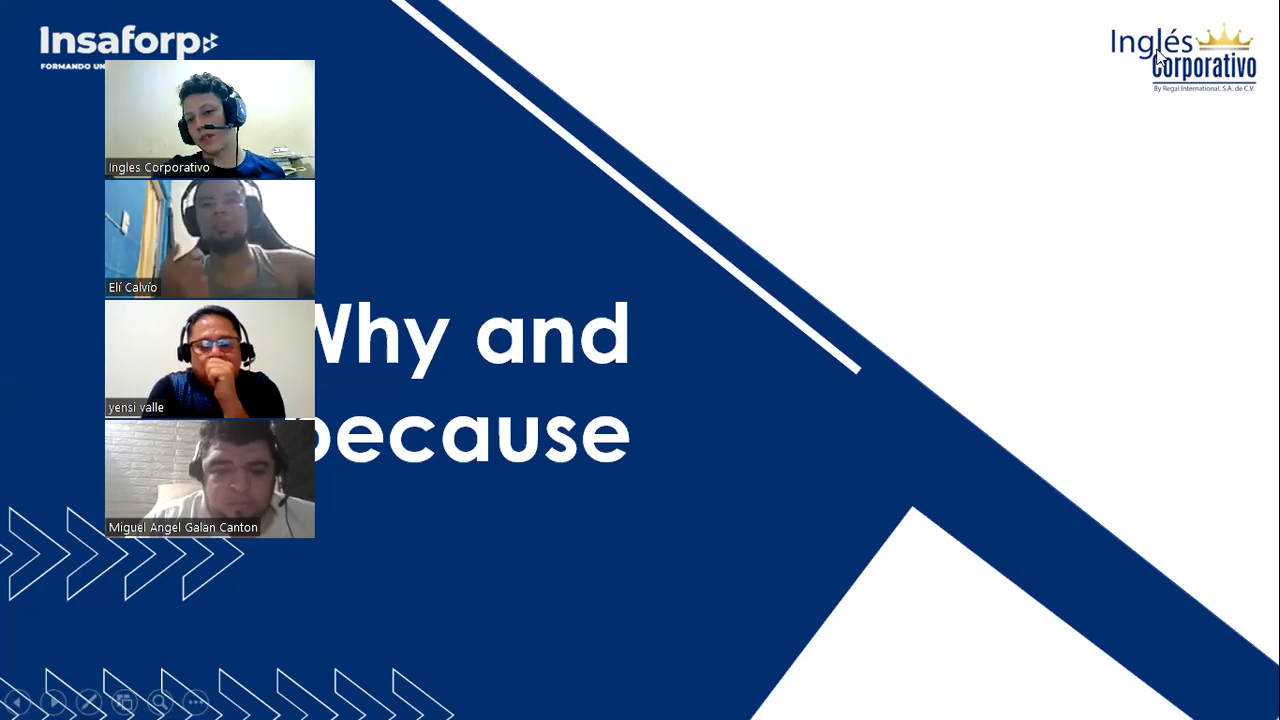 Insaforp
FORMANDO UN
Inglés
corporativo
By Regal International, S.A. de C.V.
Ingles Corporativo
Elí Calvío
yensi valle
Miguel Angel Galan Canton
Why and
because